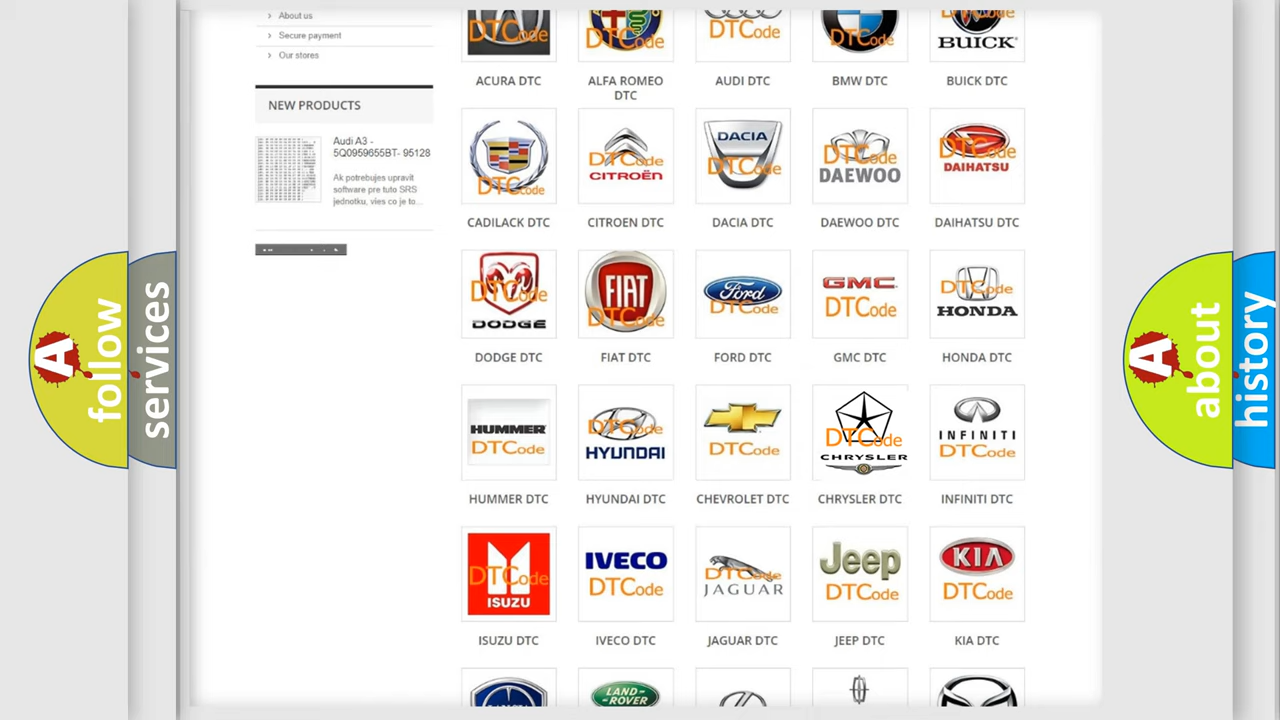 About us
Secure payment
Our stores
NEW PRODUCTS
Audi A3 -
5Q0959655BT- 95128
Ak potrebujes upravit
software pre tuto SRS
jednotku, vies co je to...
DTCode
DTCode
DTCode
DTCode
BUICK
ACURA DTC
ALFA ROMEO
DTC
AUDI DTC
BMW DTC
BUICK DTC
DTCode
DTCode
CITROËN
DACIA
DTCode
DTCode
DAEWOO
DTCode
DAIHATSU
CADILACK DTC
CITROEN DTC
DACIA DTC
DAEWOO DTC
DAIHATSU DTC
DTCode
DODGE
FIAT
DTCode
Ford
DTCode
GMC
DTCode
DTCode
HONDA
DODGE DTC
FIAT DTC
FORD DTC
GMC DTC
HONDA DTC
HUMMER
DTCode
DTCode
HYUNDAI
DTCode
DTCode
CHRYSLER
INFINITI
DTCode
HUMMER DTC
HYUNDAI DTC
CHEVROLET DTC
CHRYSLER DTC
INFINITI DTC
DTCode
ISUZU
IVECO
DTCode
DTCode
JAGUAR
Jeep
DTCode
KIA
DTCode
ISUZU DTC
IVECO DTC
JAGUAR DTC
JEEP DTC
KIA DTC
LAND-
ROVER
A
follow
services
A
about
history